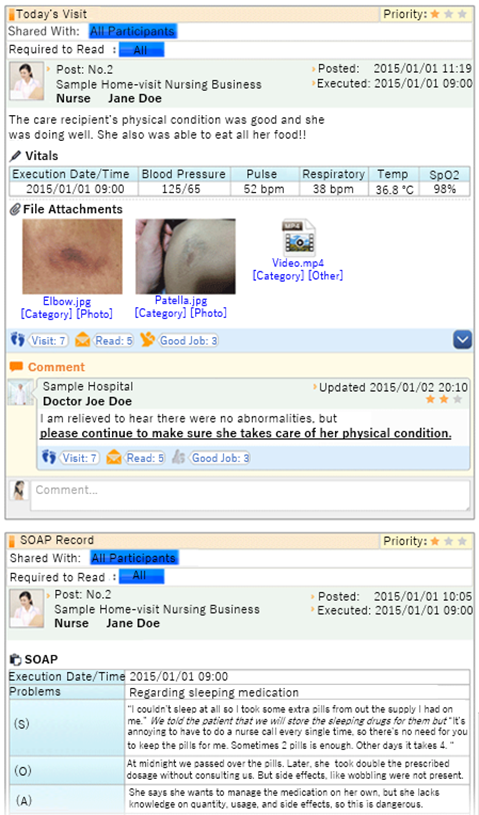 Today's Visit Priority:
Shared With: All Participants
Required to Read : All
Post: No.2 Posted: 2015/01/01 11:19
Sample Home-visit Nursing Business Executed: 2015/01/01 09:00
Nurse Jane Doe
The care recipient's physical condition was good and she
was doing well. She also was able to eat all her food!!
Vitals
Execution Date/Time Blood Pressure Pulse Respiratory Temp SpO2
2015/01/01 09:00 125/65 52 bpm 38 bpm 36.8 °C 98%
File Attachments
MP4
Elbow.jpg Patella.jpg Video.mp4
[Category] [Photo] [Category] [Photo] [Category] [Other]
Visit: 7 Read: 5 Good Job: 3
Comment
Sample Hospital Updated 2015/01/02 20:10
Doctor Joe Doe
I am relieved to hear there were no abnormalities, but
please continue to make sure she takes care of her physical condition.
Visit: 7 Read: 5 Good Job: 3
Comment...
SOAP Record Priority:
Shared With: All Participants
Required to Read : All
Post: No.2 Posted: 2015/01/01 10:05
Sample Home-visit Nursing Business Executed: 2015/01/01 09:00
Nurse Jane Doe
SOAP
Execution Date/Time 2015/01/01 09:00
Problems Regarding sleeping medication
(S) "I couldn't sleep at all so I took some extra pills from out the supply I had on
me." We told the patient that we will store the sleeping drugs for them but "It's
annoying to have to do a nurse call every single time, so there's no need for you
to keep the pills for me. Sometimes 2 pills is enough. Other days it takes 4. "
(O) At midnight we passed over the pills. Later, she took double the prescribed
dosage without consulting us. But side effects, like wobbling were not present.
(A) She says she wants to manage the medication on her own, but she lacks
knowledge on quantity, usage, and side effects, so this is dangerous.